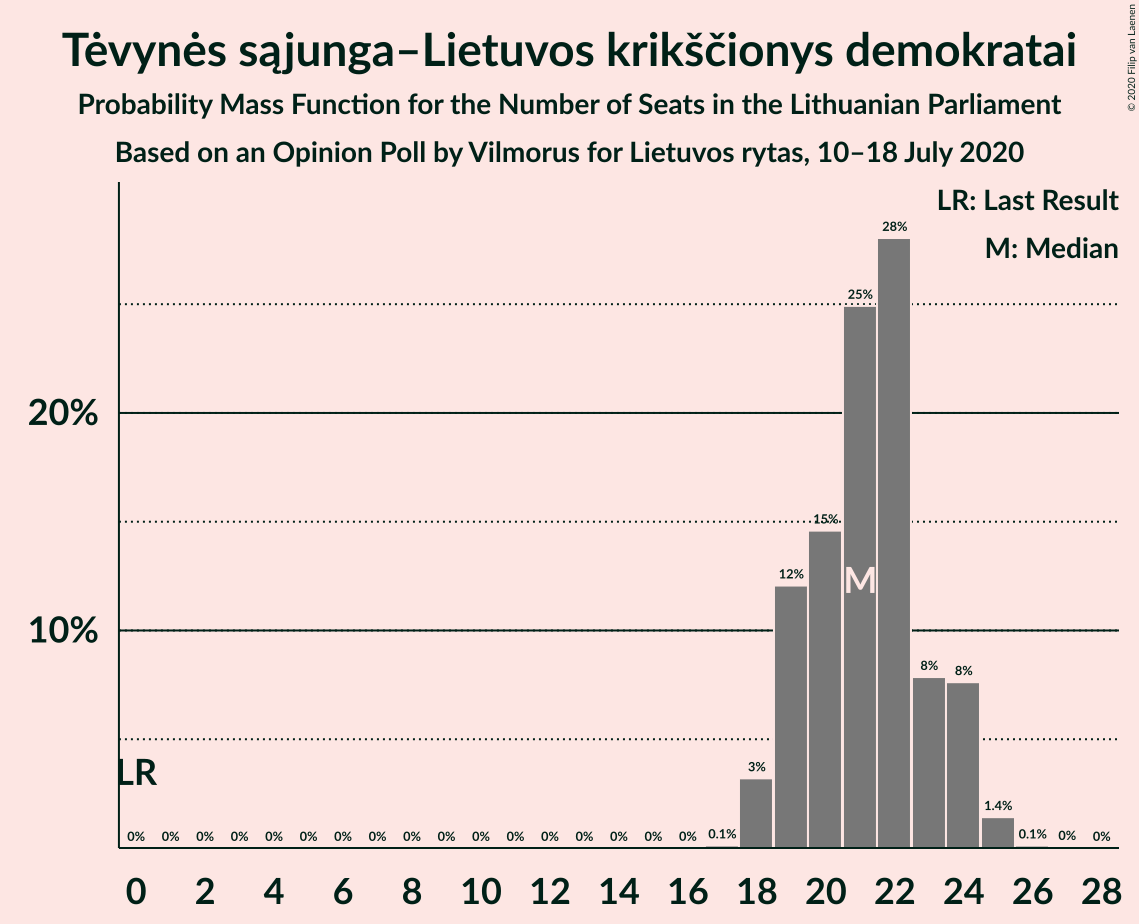 Tėvynės sąjunga–Lietuvos krikščionys demokratai
Probability Mass Function for the Number of Seats in the Lithuanian Parliament
Based on an Opinion Poll by Vilmorus for Lietuvos rytas, 10–18 July 2020
© 2020 Filip van Laenen
LR: Last Result
M: Median
28%
25%
20%
15%
12%
M
10%
8%
8%
LR
3%
1.4%
0% 0% 0% 0% 0% 0% 0% 0% 0% 0% 0% 0% 0% 0% 0% 0% 0% 0.1% 0.1% 0% 0%
0 2 4 6 8 10 12 14 16 18 20 22 24 26 28